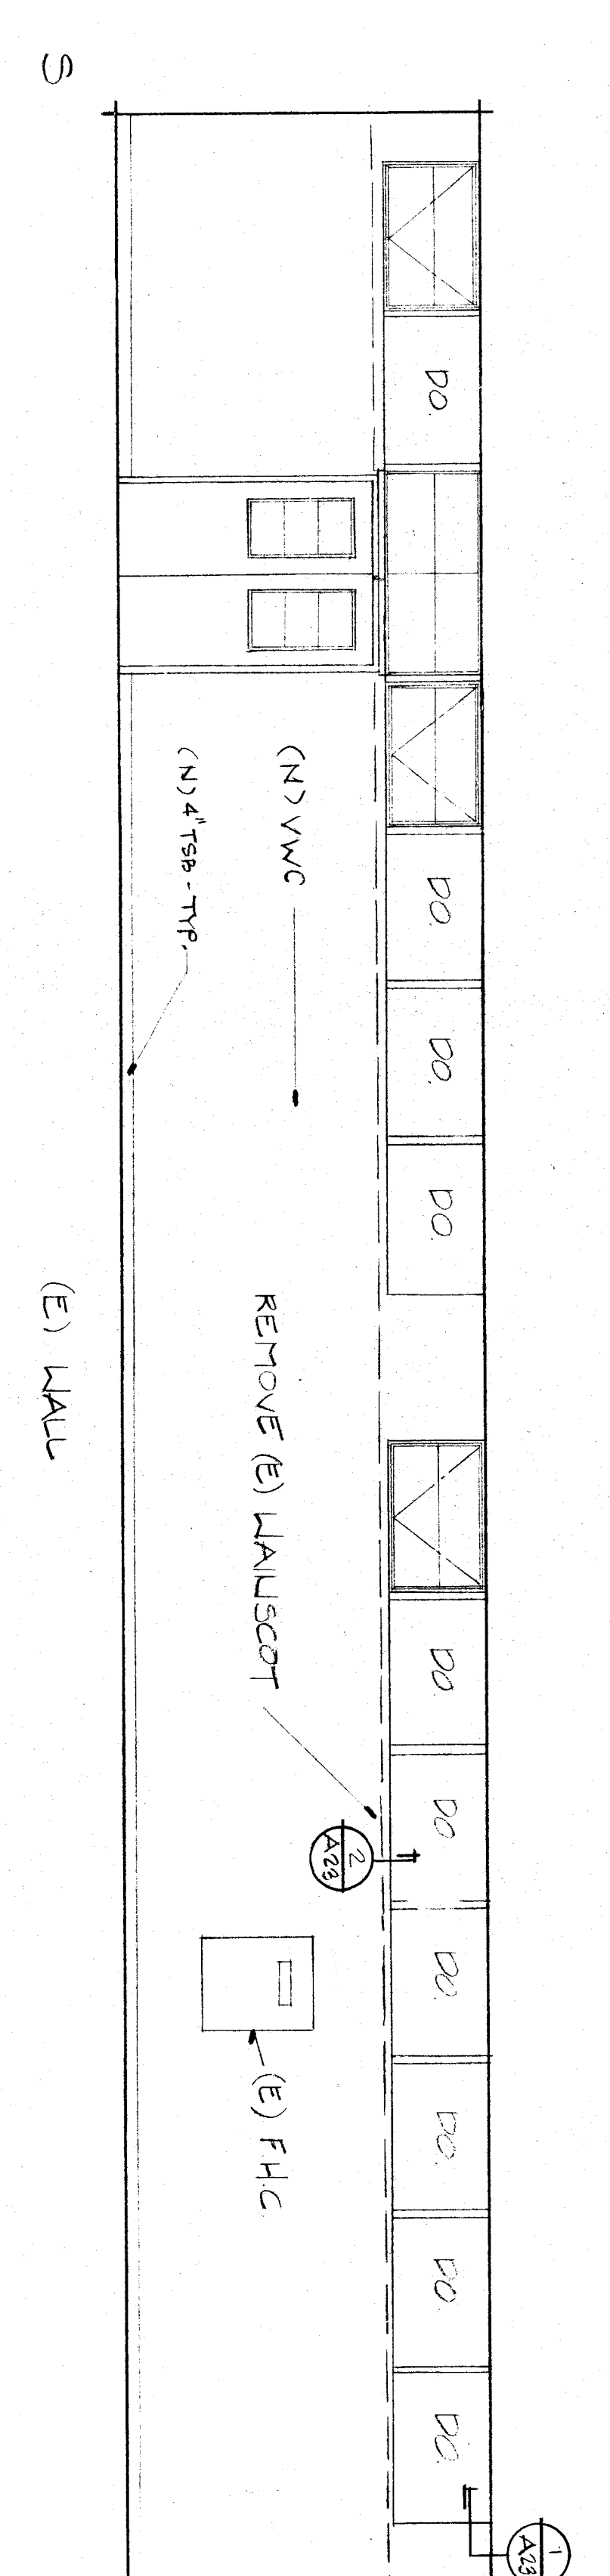 S
DO.
DO.
DO.
DO.
DO.
DO
DO.
DO.
DO.
DO.
1
A23
(N) VWC
(N) 4" TSB - TYP.
REMOVE (E) WAINSCOT
2
A23
(E) F.H.C.
(E) WALL